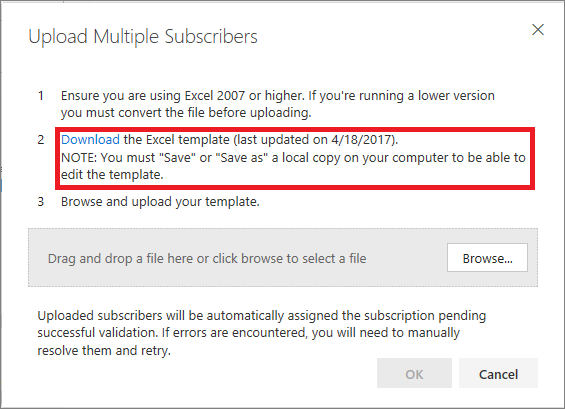 Upload Multiple Subscribers
1 Ensure you are using Excel 2007 or higher. If you're running a lower version
you must convert the file before uploading.
2 Download the Excel template (last updated on 4/18/2017).
NOTE: You must "Save" or "Save as" a local copy on your computer to be able to
edit the template.
3 Browse and upload your template.
Drag and drop a file here or click browse to select a file
Browse...
Uploaded subscribers will be automatically assigned the subscription pending
successful validation. If errors are encountered, you will need to manually
resolve them and retry.
OK
Cancel